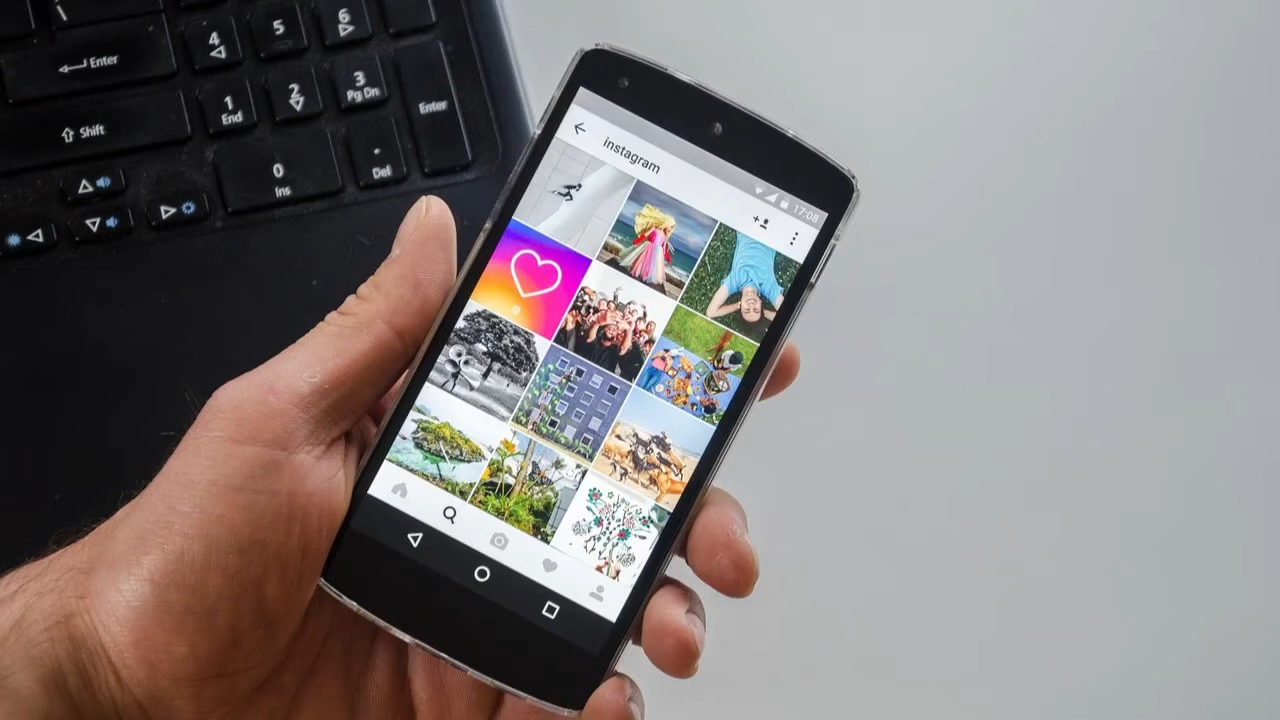 4
5
6
Enter
1
End
2
3
Pg Dn
Enter
Shift
0
Ins
.
Del
instagram
17:08